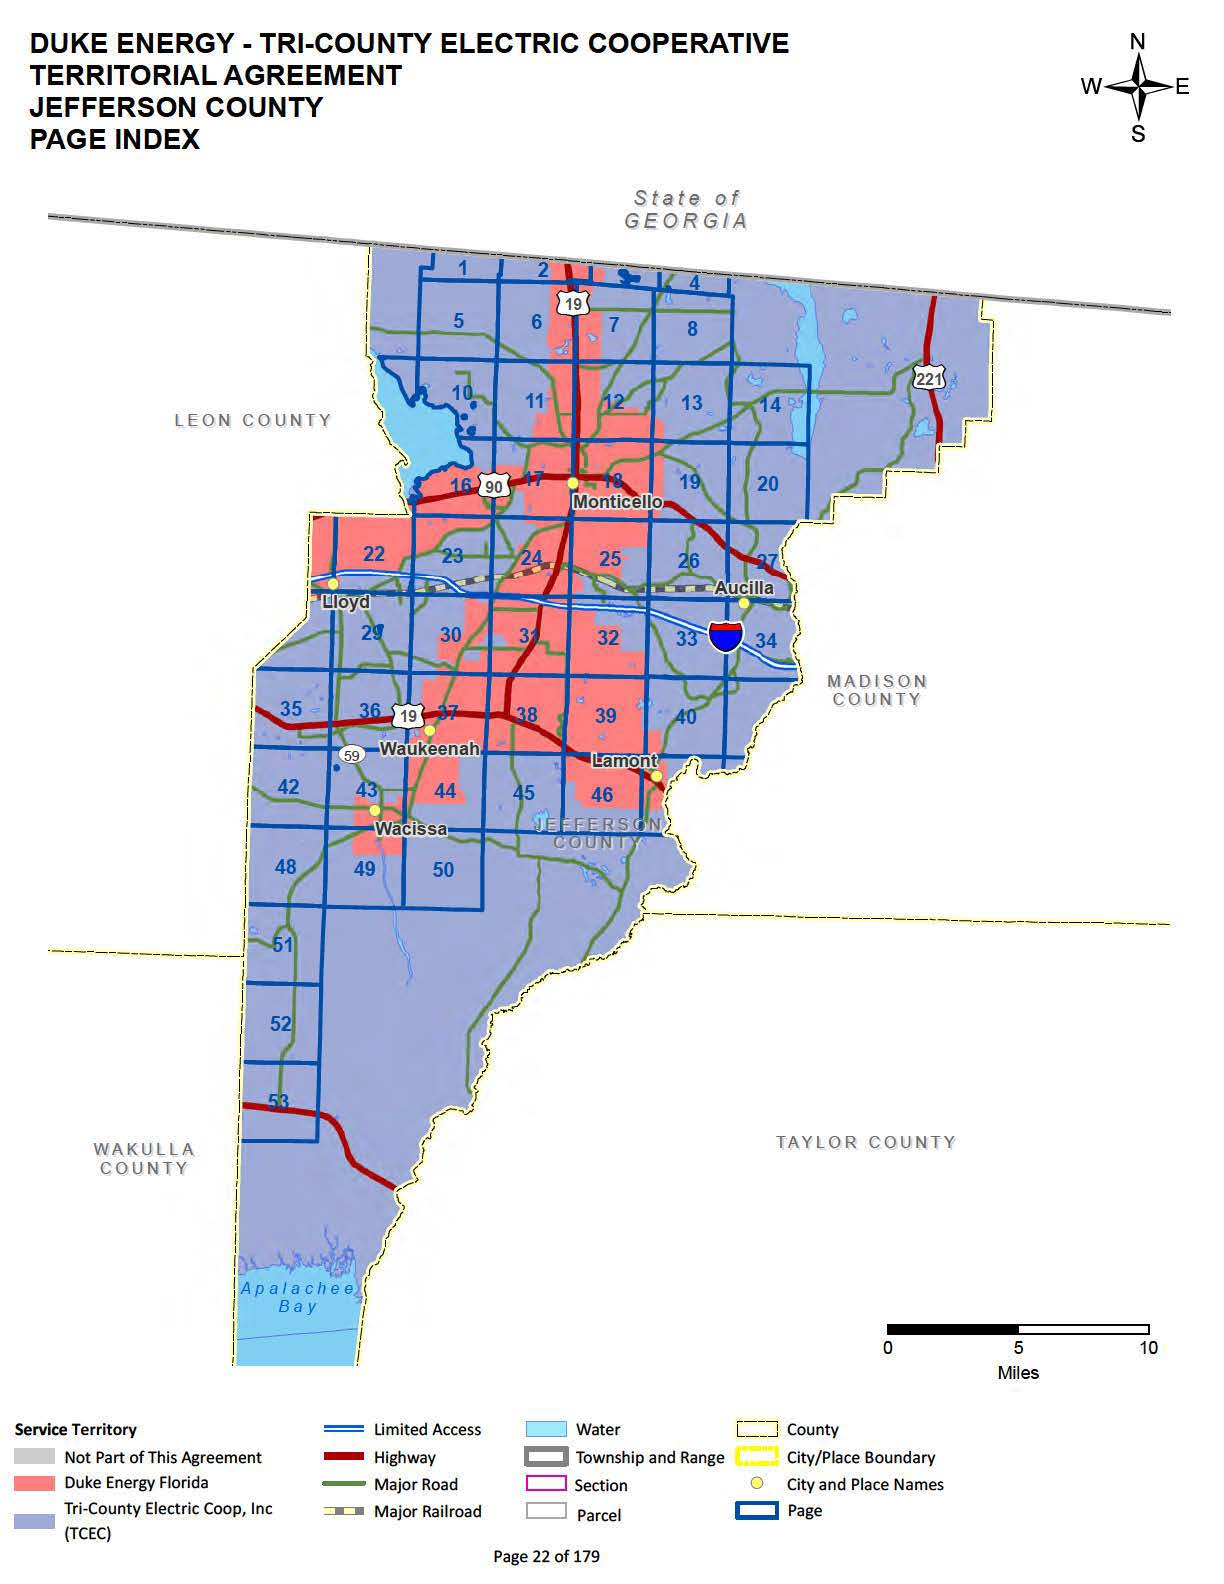 DUKE ENERGY - TRI-COUNTY ELECTRIC COOPERATIVE
TERRITORIAL AGREEMENT
JEFFERSON COUNTY
PAGE INDEX
N
W E
S
State of
GEORGIA
1
2
4
19
5
6
7
8
221
10
11
12
13
14
LEON COUNTY
16
90
17
18
19
20
Monticello
22
23
24
25
26
27
Aucilla
Lloyd
29
30
31
32
33
34
MADISON
COUNTY
35
36
19
37
38
39
40
59
Waukeenah
Lamont
42
43
44
45
46
Wacissa
JEFFERSON
COUNTY
48
49
50
51
52
53
WAKULLA
COUNTY
TAYLOR COUNTY
Apalachee
Bay
0 5 10
Miles
Service Territory
Not Part of This Agreement
Duke Energy Florida
Tri-County Electric Coop, Inc
(TCEC)
Limited Access
Highway
Major Road
Major Railroad
Water
Township and Range
Section
Parcel
County
City/Place Boundary
City and Place Names
Page
Page 22 of 179